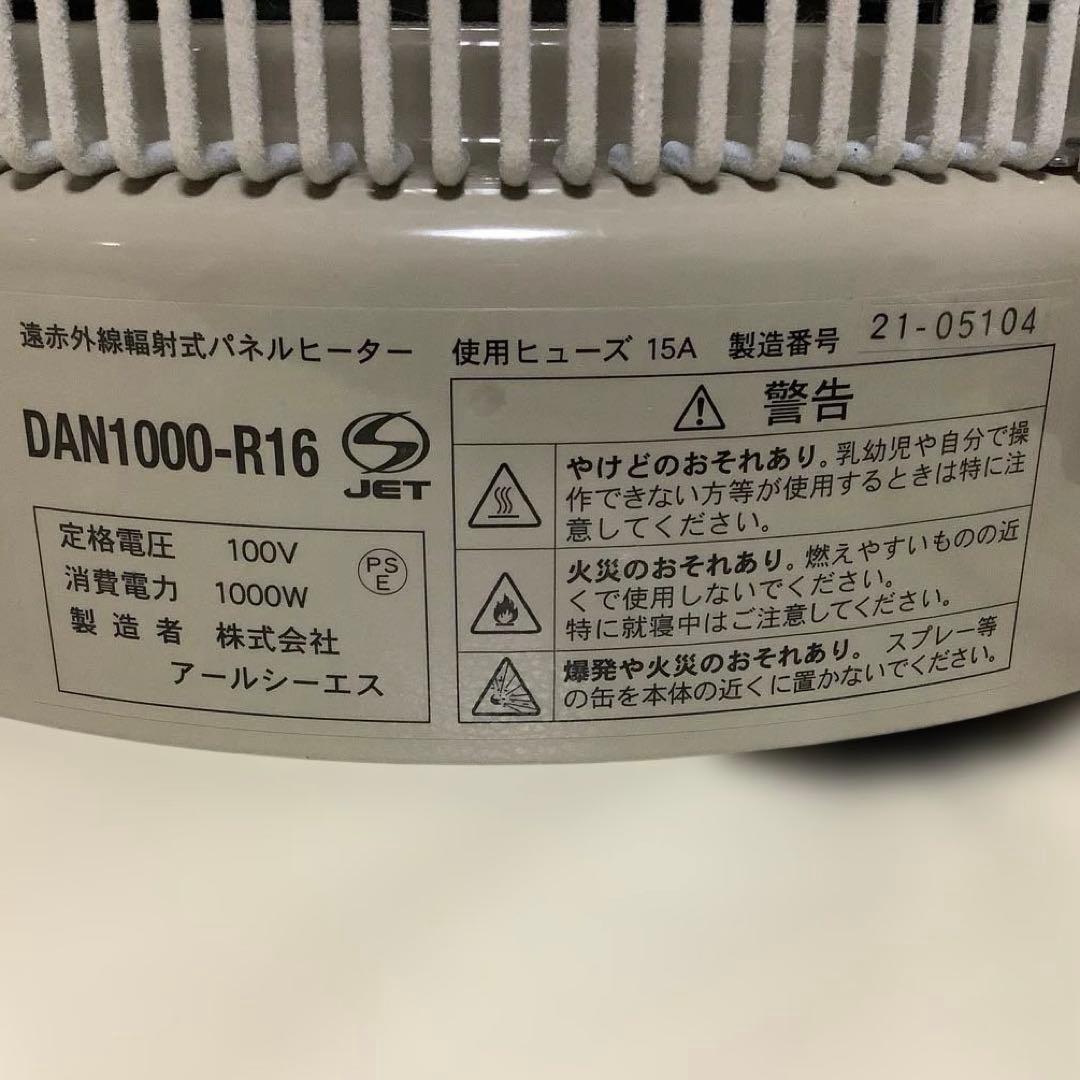 遠赤外線輻射式パネルヒーター 使用ヒューズ 15A 製造番号 21-05104
DAN1000-R16
S
JET
定格電圧 100V
消費電力 1000W
製造者 株式会社
アールシーエス
PS
E
警告
やけどのおそれあり。乳幼児や自分で操
作できない方等が使用するときは特に注
意してください。
火災のおそれあり。燃えやすいものの近
くで使用しないでください。
特に就寝中はご注意してください。
爆発や火災のおそれあり。 スプレー等
の缶を本体の近くに置かないでください。